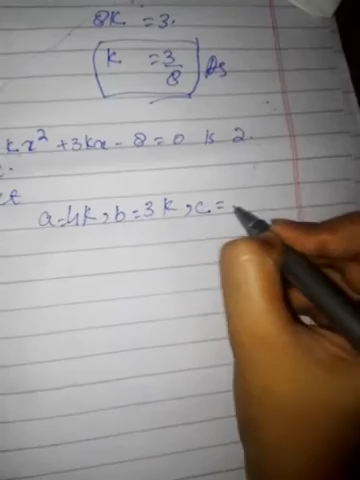 8k = 3.
k = 3/8 Ans
kx² + 3kx - 8 = 0 is 2.
a=4k, b=3k, c=